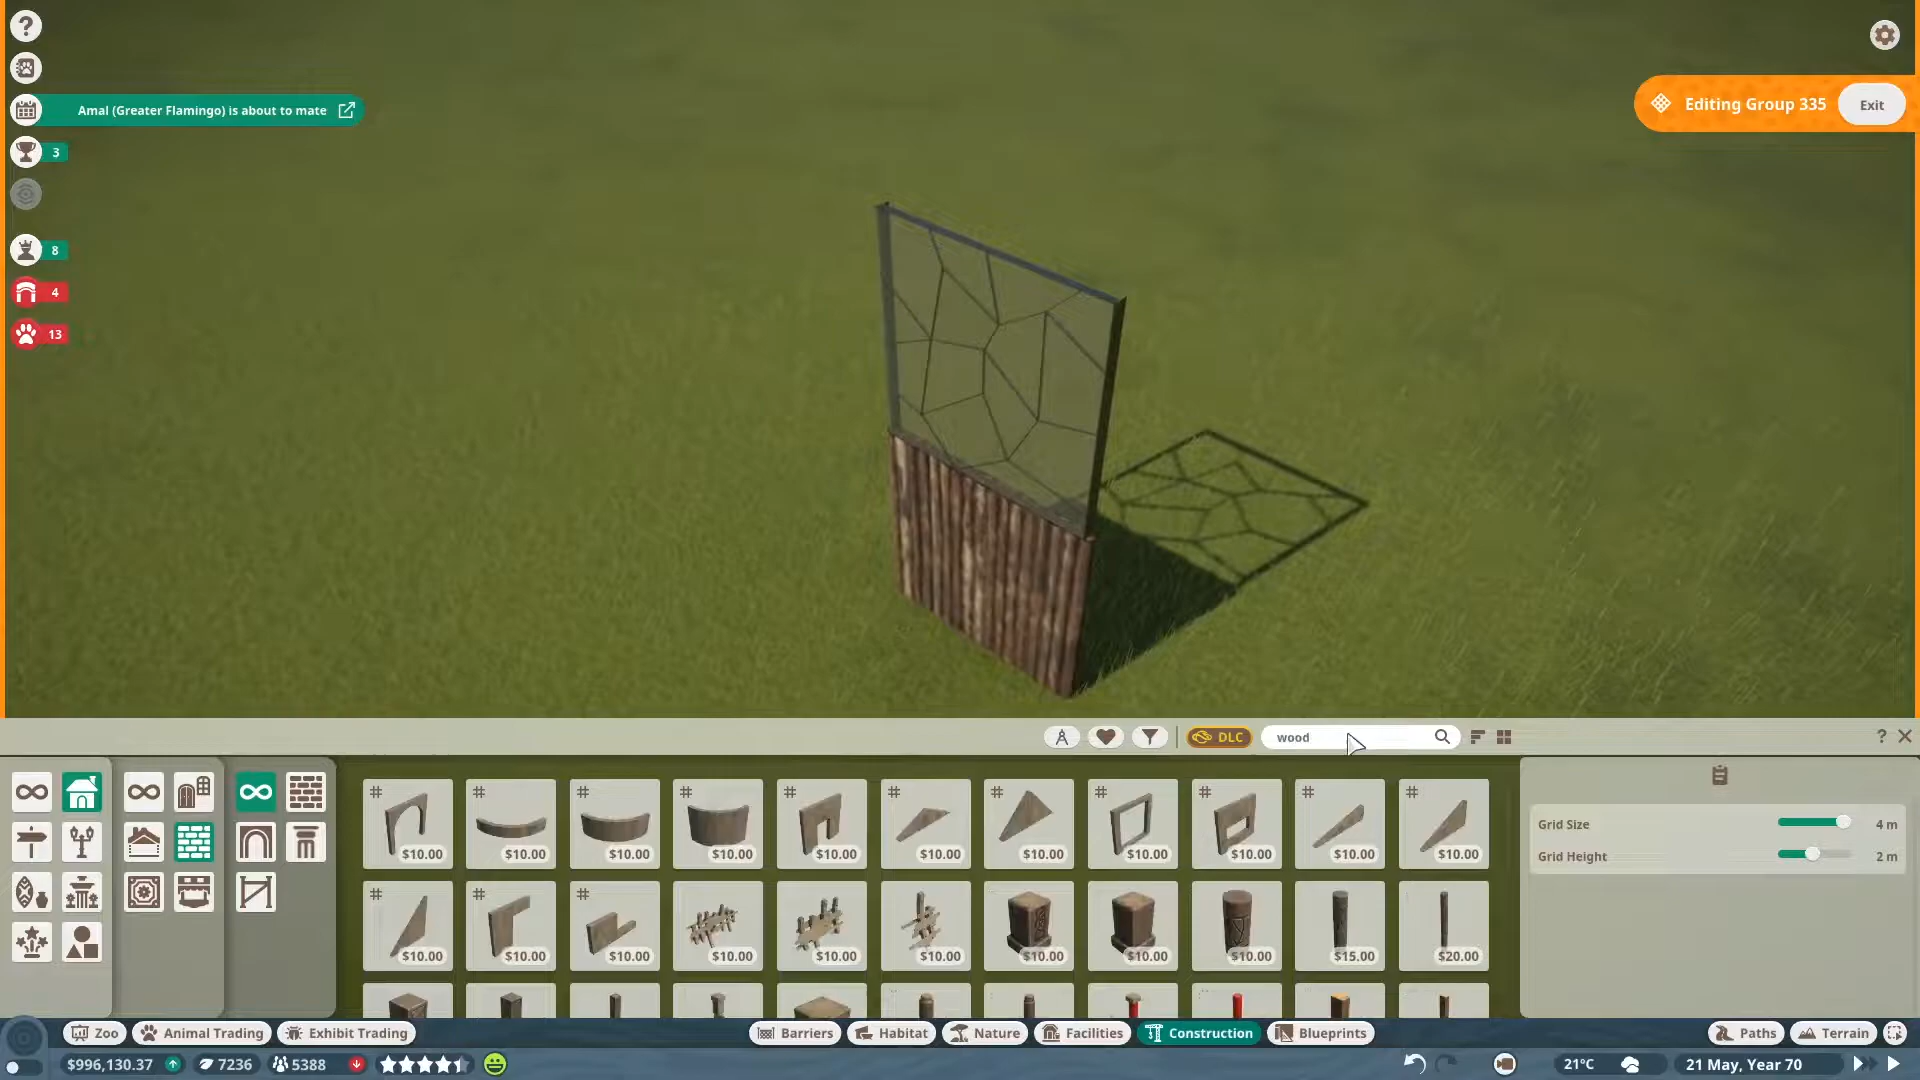 ?
Amal (Greater Flamingo) is about to mate
Editing Group 335
Exit
3
8
4
13
DLC
wood
?
$10.00 $10.00 $10.00 $10.00 $10.00 $10.00 $10.00 $10.00 $10.00 $10.00 $10.00
$10.00 $10.00 $10.00 $10.00 $10.00 $10.00 $10.00 $10.00 $10.00 $15.00 $20.00
Grid Size 4 m
Grid Height 2 m
Zoo Animal Trading Exhibit Trading Barriers Habitat Nature Facilities Construction Blueprints Paths Terrain
$996,130.37 7236 5388 21°C 21 May, Year 70